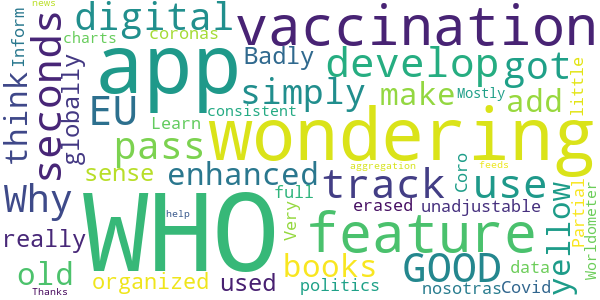 news
Inform
charts
digital
coronas
vaccination
seconds
globally
think
app
Badly
develop
got
EU
simply
consistent
Mostly
make
add
little
Learn
wondering
pass
sense
enhanced
aggregation
feeds
track
use
Coro
Why
WHO
full
help
Very
erased
unadjustable
feature
yellow
Partial
Worldometer
really
old
organized
used
books
politics
GOOD
data
nosotras
Covid
Thanks